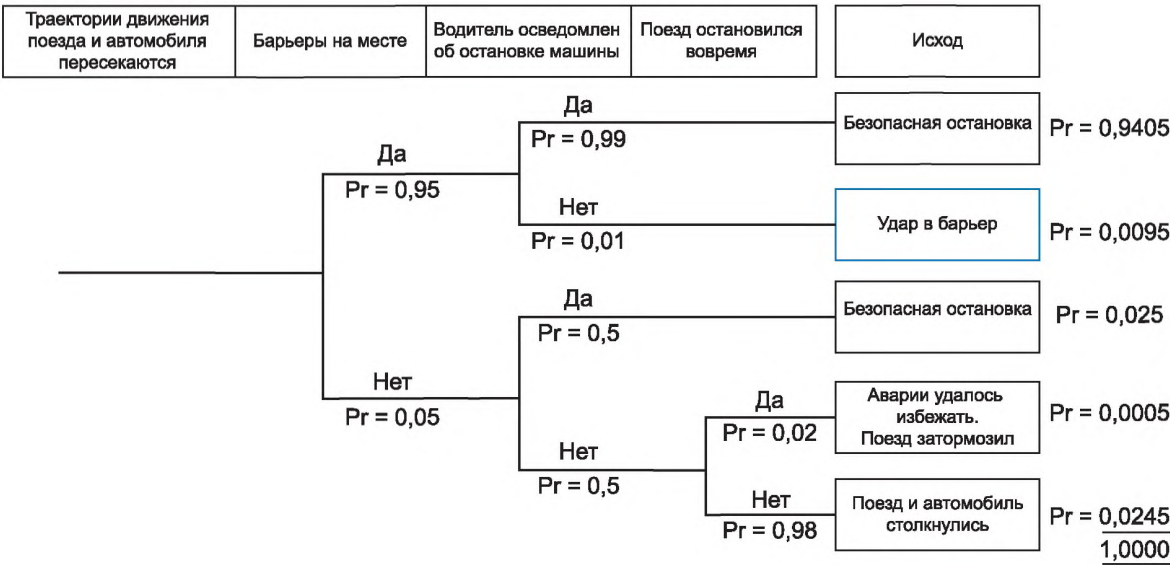 Траектории движения
поезда и автомобиля
пересекаются
Барьеры на месте
Водитель осведомлен
об остановке машины
Поезд остановился
вовремя
Исход
Да
Pr = 0,95
Да
Pr = 0,99
Безопасная остановка
Pr = 0,9405
Нет
Pr = 0,01
Удар в барьер
Pr = 0,0095
Нет
Pr = 0,05
Да
Pr = 0,5
Безопасная остановка
Pr = 0,025
Нет
Pr = 0,5
Да
Pr = 0,02
Аварии удалось
избежать.
Поезд затормозил
Pr = 0,0005
Нет
Pr = 0,98
Поезд и автомобиль
столкнулись
Pr = 0,0245
1,0000